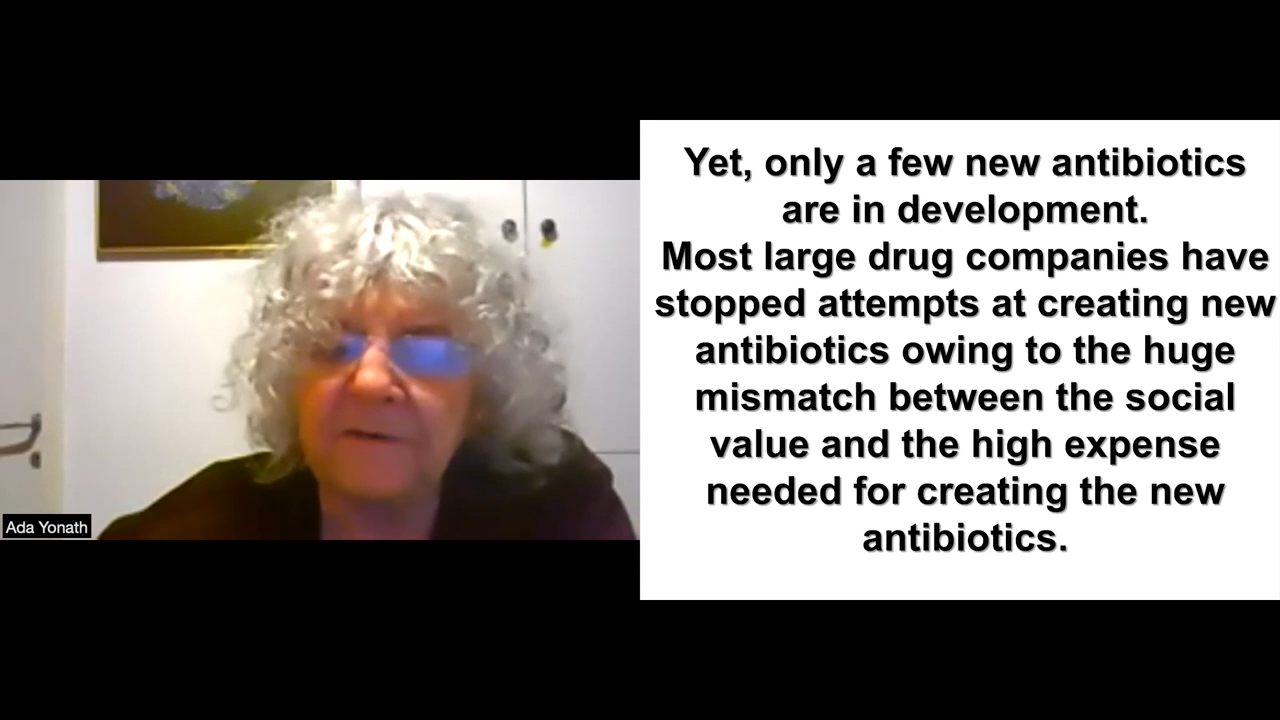 Ada Yonath
Yet, only a few new antibiotics
are in development.
Most large drug companies have
stopped attempts at creating new
antibiotics owing to the huge
mismatch between the social
value and the high expense
needed for creating the new
antibiotics.